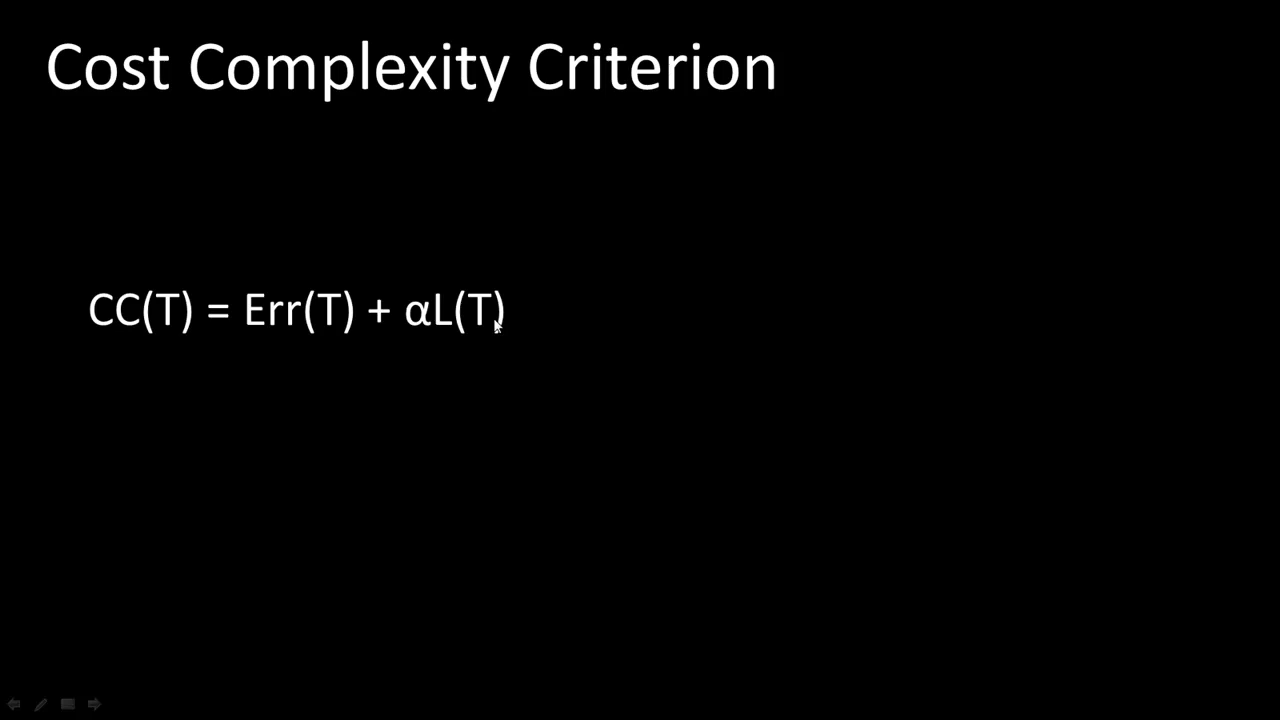 Cost Complexity Criterion
CC(T) = Err(T) + αL(T)